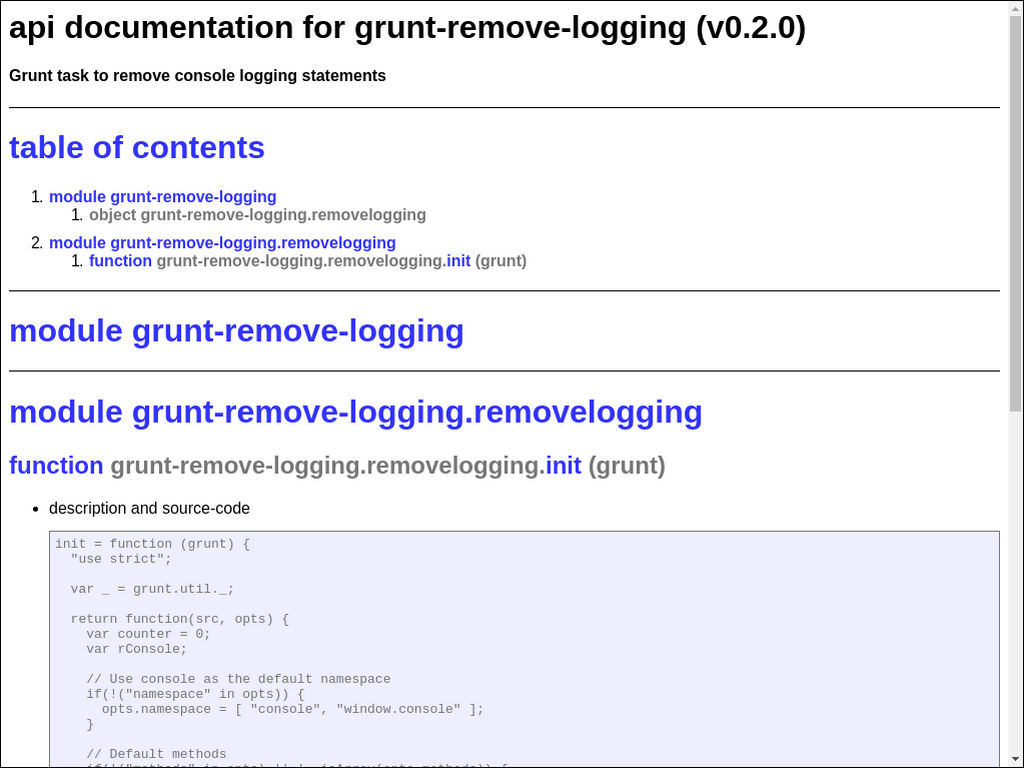 api documentation for grunt-remove-logging (v0.2.0)
Grunt task to remove console logging statements
table of contents
1. module grunt-remove-logging
1. object grunt-remove-logging.removelogging
2. module grunt-remove-logging.removelogging
1. function grunt-remove-logging.removelogging.init (grunt)
module grunt-remove-logging
module grunt-remove-logging.removelogging
function grunt-remove-logging.removelogging.init (grunt)
• description and source-code
init = function (grunt) {
"use strict";
var _ = grunt.util._;
return function(src, opts) {
var counter = 0;
var rConsole;
// Use console as the default namespace
if(!("namespace" in opts)) {
opts.namespace = [ "console", "window.console" ];
}
// Default methods